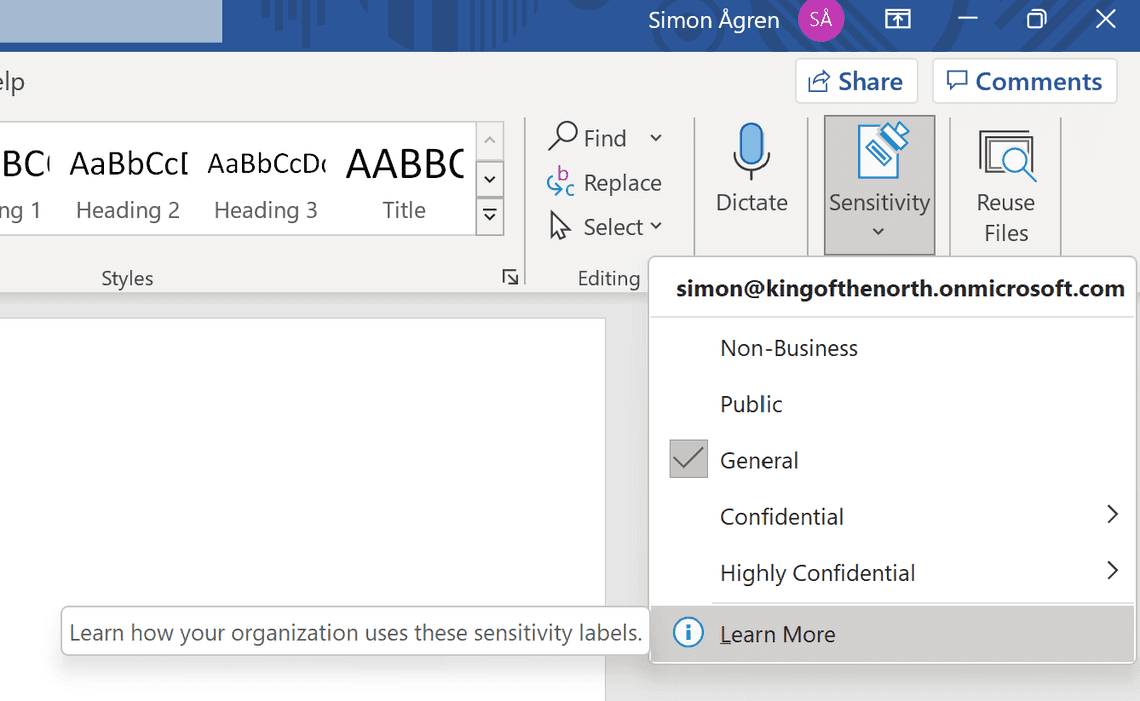 Simon Ågren SÅ
elp
Share Comments
BC( AaBbCcD AaBbCcDc AABBC
ng 1 Heading 2 Heading 3 Title
Styles
Find
Replace
Select
Editing
Dictate
Sensitivity
Reuse
Files
simon@kingofthenorth.onmicrosoft.com
Non-Business
Public
General
Confidential
Highly Confidential
Learn how your organization uses these sensitivity labels.
Learn More